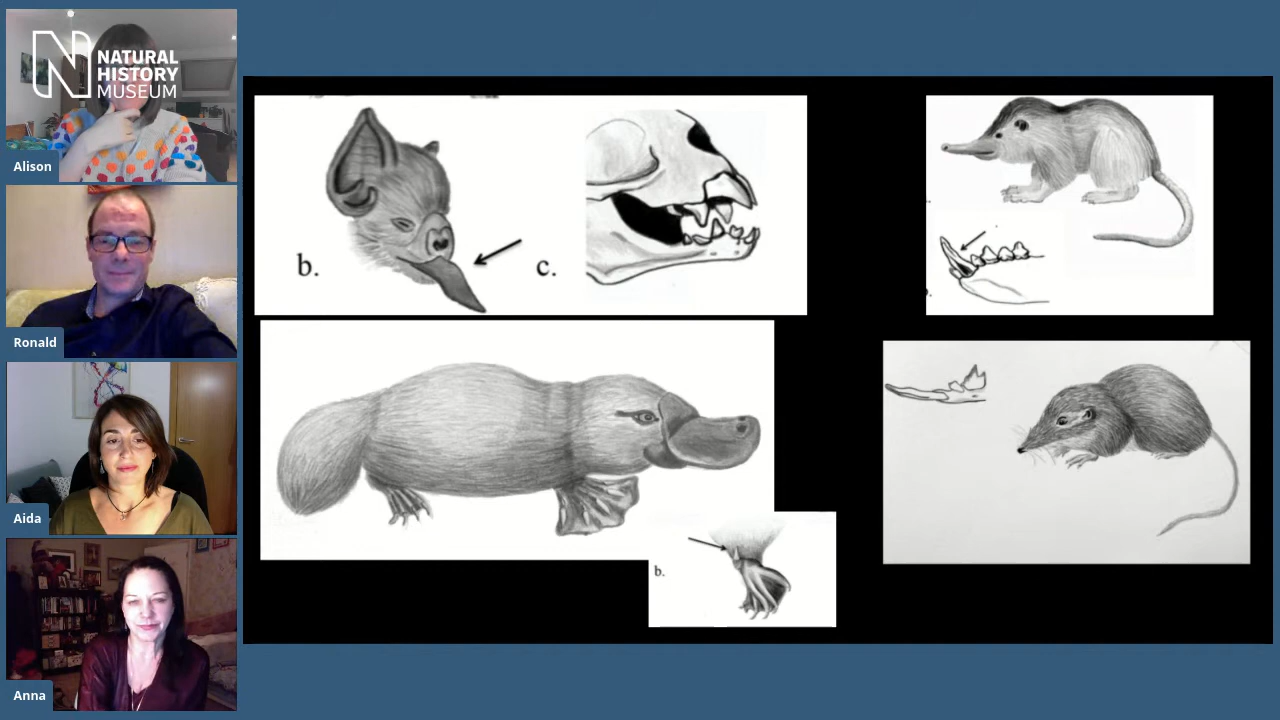 NATURAL
HISTORY
MUSEUM
Alison
Ronald
Aida
Anna
b.
c.
b.